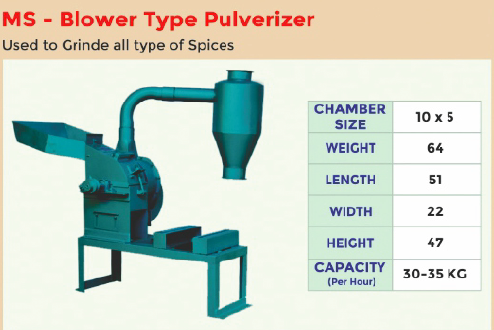 MS - Blower Type Pulverizer
Used to Grinde all type of Spices
CHAMBER
SIZE
10 x 5
WEIGHT 64
LENGTH 51
WIDTH 22
HEIGHT 47
CAPACITY
(Per Hour)
30-35 KG